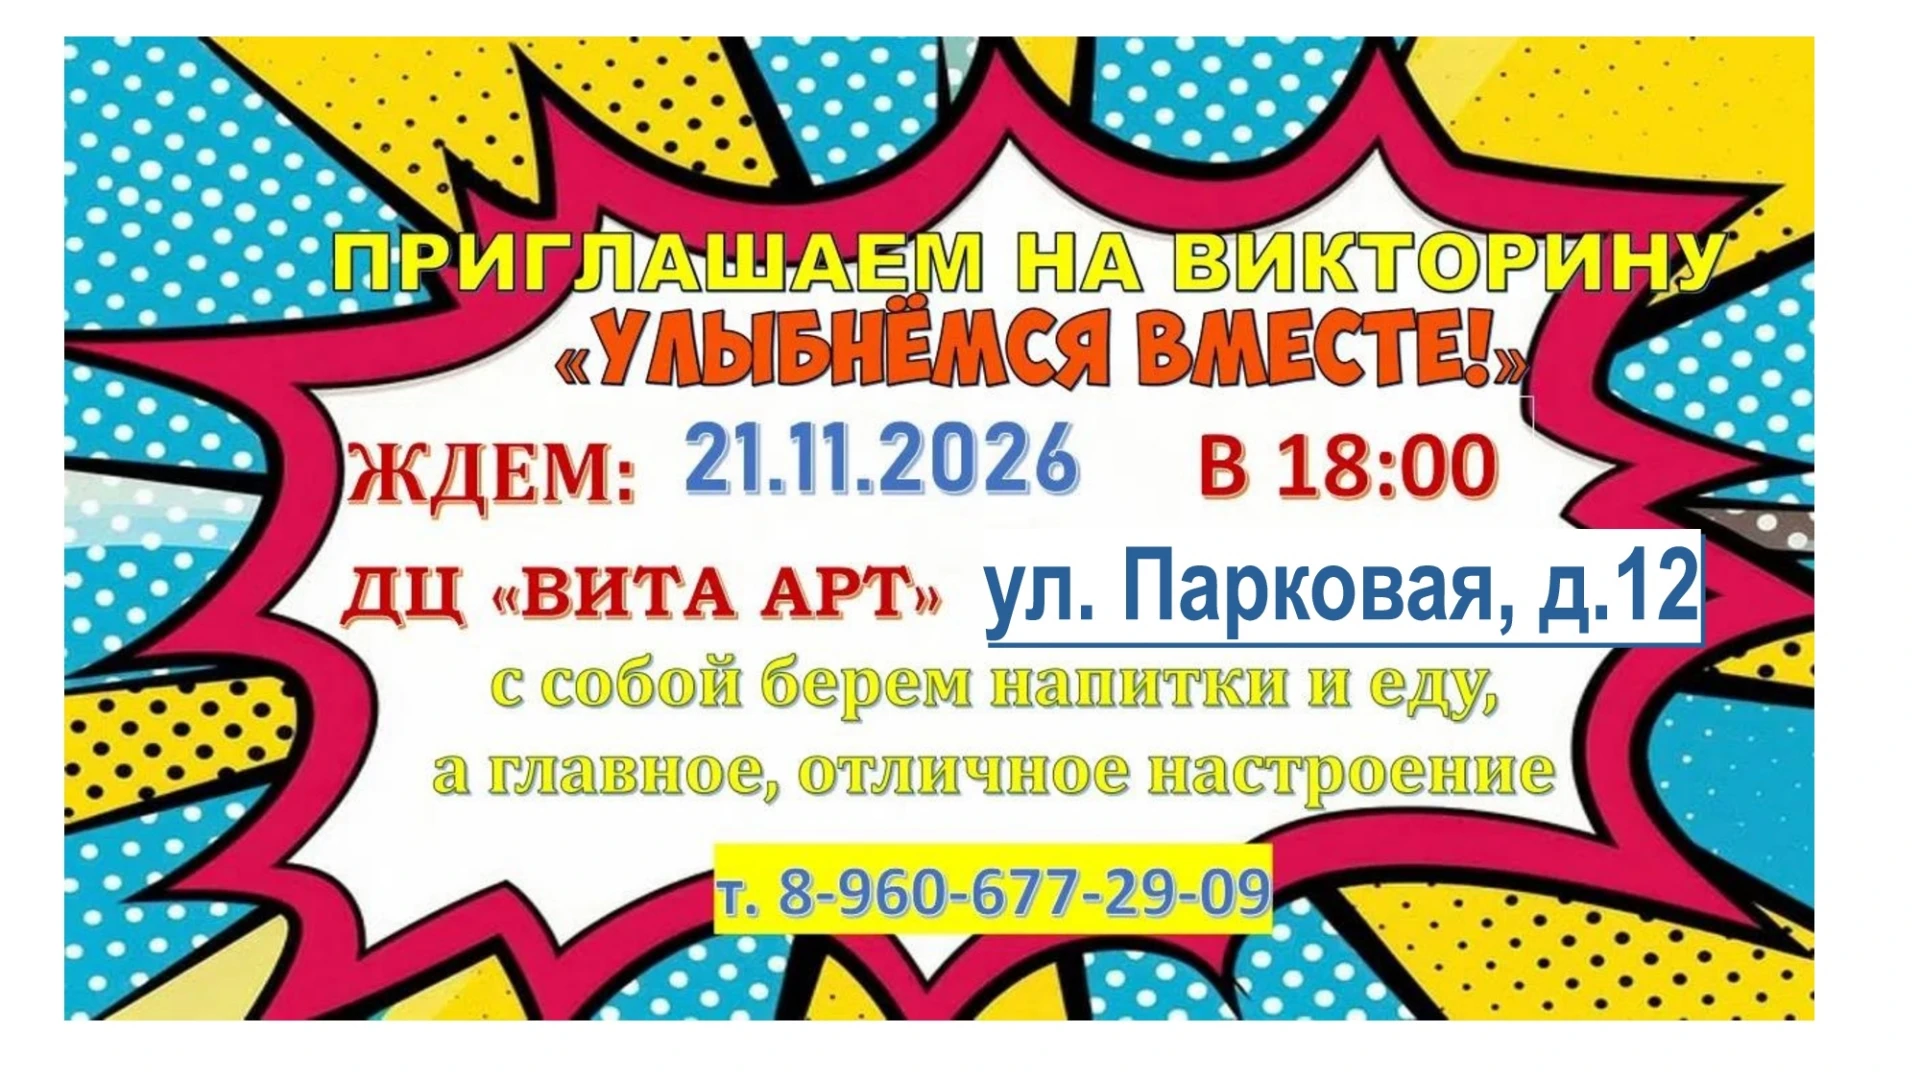 ПРИГЛАШАЕМ НА ВИКТОРИНУ
«УЛЫБНЁМСЯ ВМЕСТЕ!»
ЖДЕМ: 21.11.2026 В 18:00
ДЦ «ВИТА АРТ» ул. Парковая, д.12
с собой берем напитки и еду,
а главное, отличное настроение
т. 8-960-677-29-09